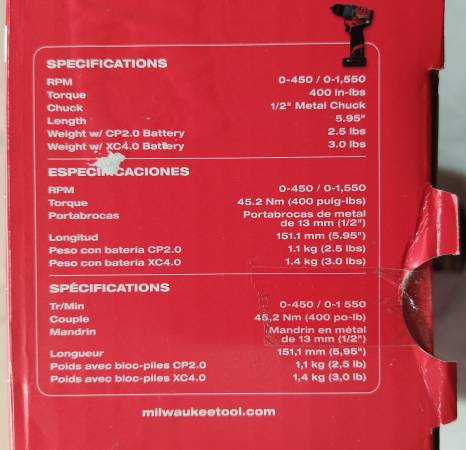 SPECIFICATIONS
RPM 0-450 / 0-1,550
Torque 400 in-lbs
Chuck 1/2" Metal Chuck
Length 5.95"
Weight w/ CP2.0 Battery 2.5 lbs
Weight w/ XC4.0 Battery 3.0 lbs
ESPECIFICACIONES
RPM 0-450 / 0-1,550
Torque 45.2 Nm (400 pulg-lbs)
Portabrocas Portabrocas de metal
de 13 mm (1/2")
Longitud 151.1 mm (5.95")
Peso con batería CP2.0 1.1 kg (2.5 lbs)
Peso con batería XC4.0 1.4 kg (3.0 lbs)
SPÉCIFICATIONS
Tr/Min 0-450 / 0-1 550
Couple 45,2 Nm (400 po-lb)
Mandrin Mandrin en métal
de 13 mm (1/2")
Longueur 151,1 mm (5,95")
Poids avec bloc-piles CP2.0 1,1 kg (2,5 lb)
Poids avec bloc-piles XC4.0 1,4 kg (3,0 lb)
milwaukeetool.com